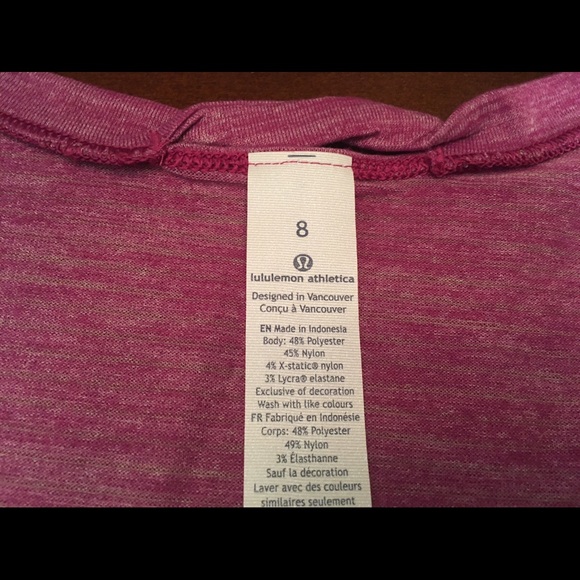 8
lululemon athletica
Designed in Vancouver
Conçu à Vancouver
EN Made in Indonesia
Body: 48% Polyester
45% Nylon
4% X-static® nylon
3% Lycra® elastane
Exclusive of decoration
Wash with like colours
FR Fabriqué en Indonésie
Corps: 48% Polyester
49% Nylon
3% Élasthanne
Sauf la décoration
Laver avec des couleurs
similaires seulement